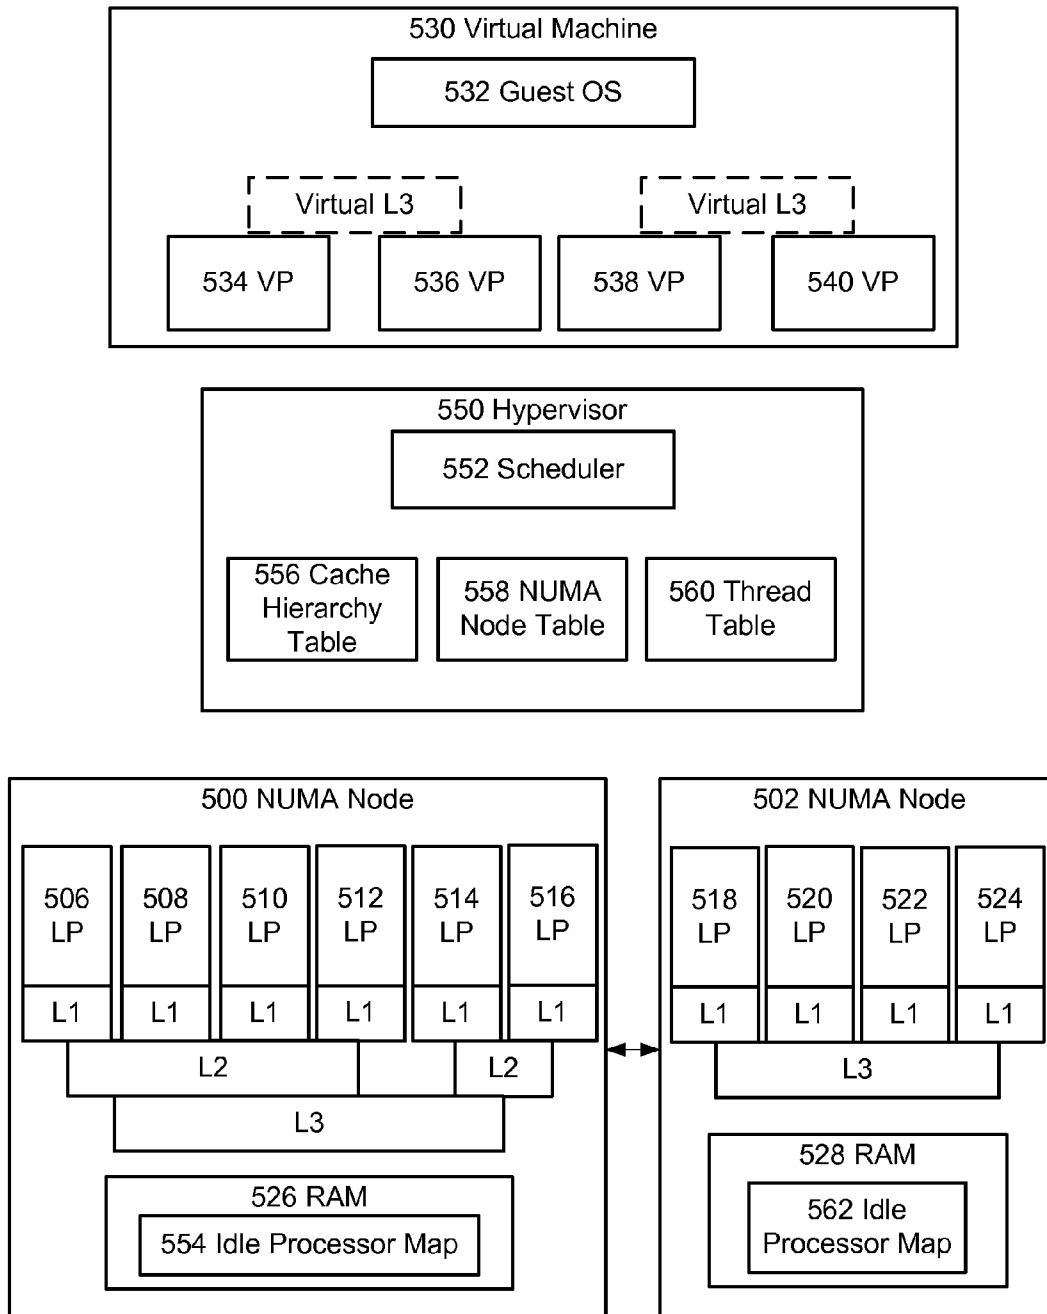 530 Virtual Machine
532 Guest OS
Virtual L3
Virtual L3
534 VP
536 VP
538 VP
540 VP
550 Hypervisor
552 Scheduler
556 Cache
Hierarchy
Table
558 NUMA
Node Table
560 Thread
Table
500 NUMA Node
506
LP
508
LP
510
LP
512
LP
514
LP
516
LP
L1
L1
L1
L1
L1
L1
L2
L2
L3
526 RAM
554 Idle Processor Map
502 NUMA Node
518
LP
520
LP
522
LP
524
LP
L1
L1
L1
L1
L3
528 RAM
562 Idle
Processor Map